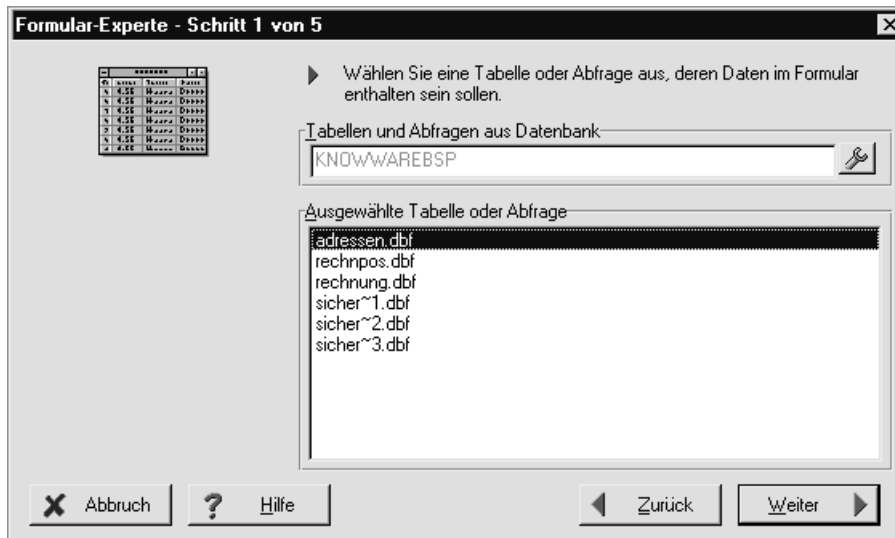 Formular-Experte - Schritt 1 von 5
Wählen Sie eine Tabelle oder Abfrage aus, deren Daten im Formular
enthalten sein sollen.
Tabellen und Abfragen aus Datenbank
KNOWWAREBSP
Ausgewählte Tabelle oder Abfrage
adressen.dbf
rechnpos.dbf
rechnung.dbf
sicher~1.dbf
sicher~2.dbf
sicher~3.dbf
Abbruch
Hilfe
Zurück
Weiter